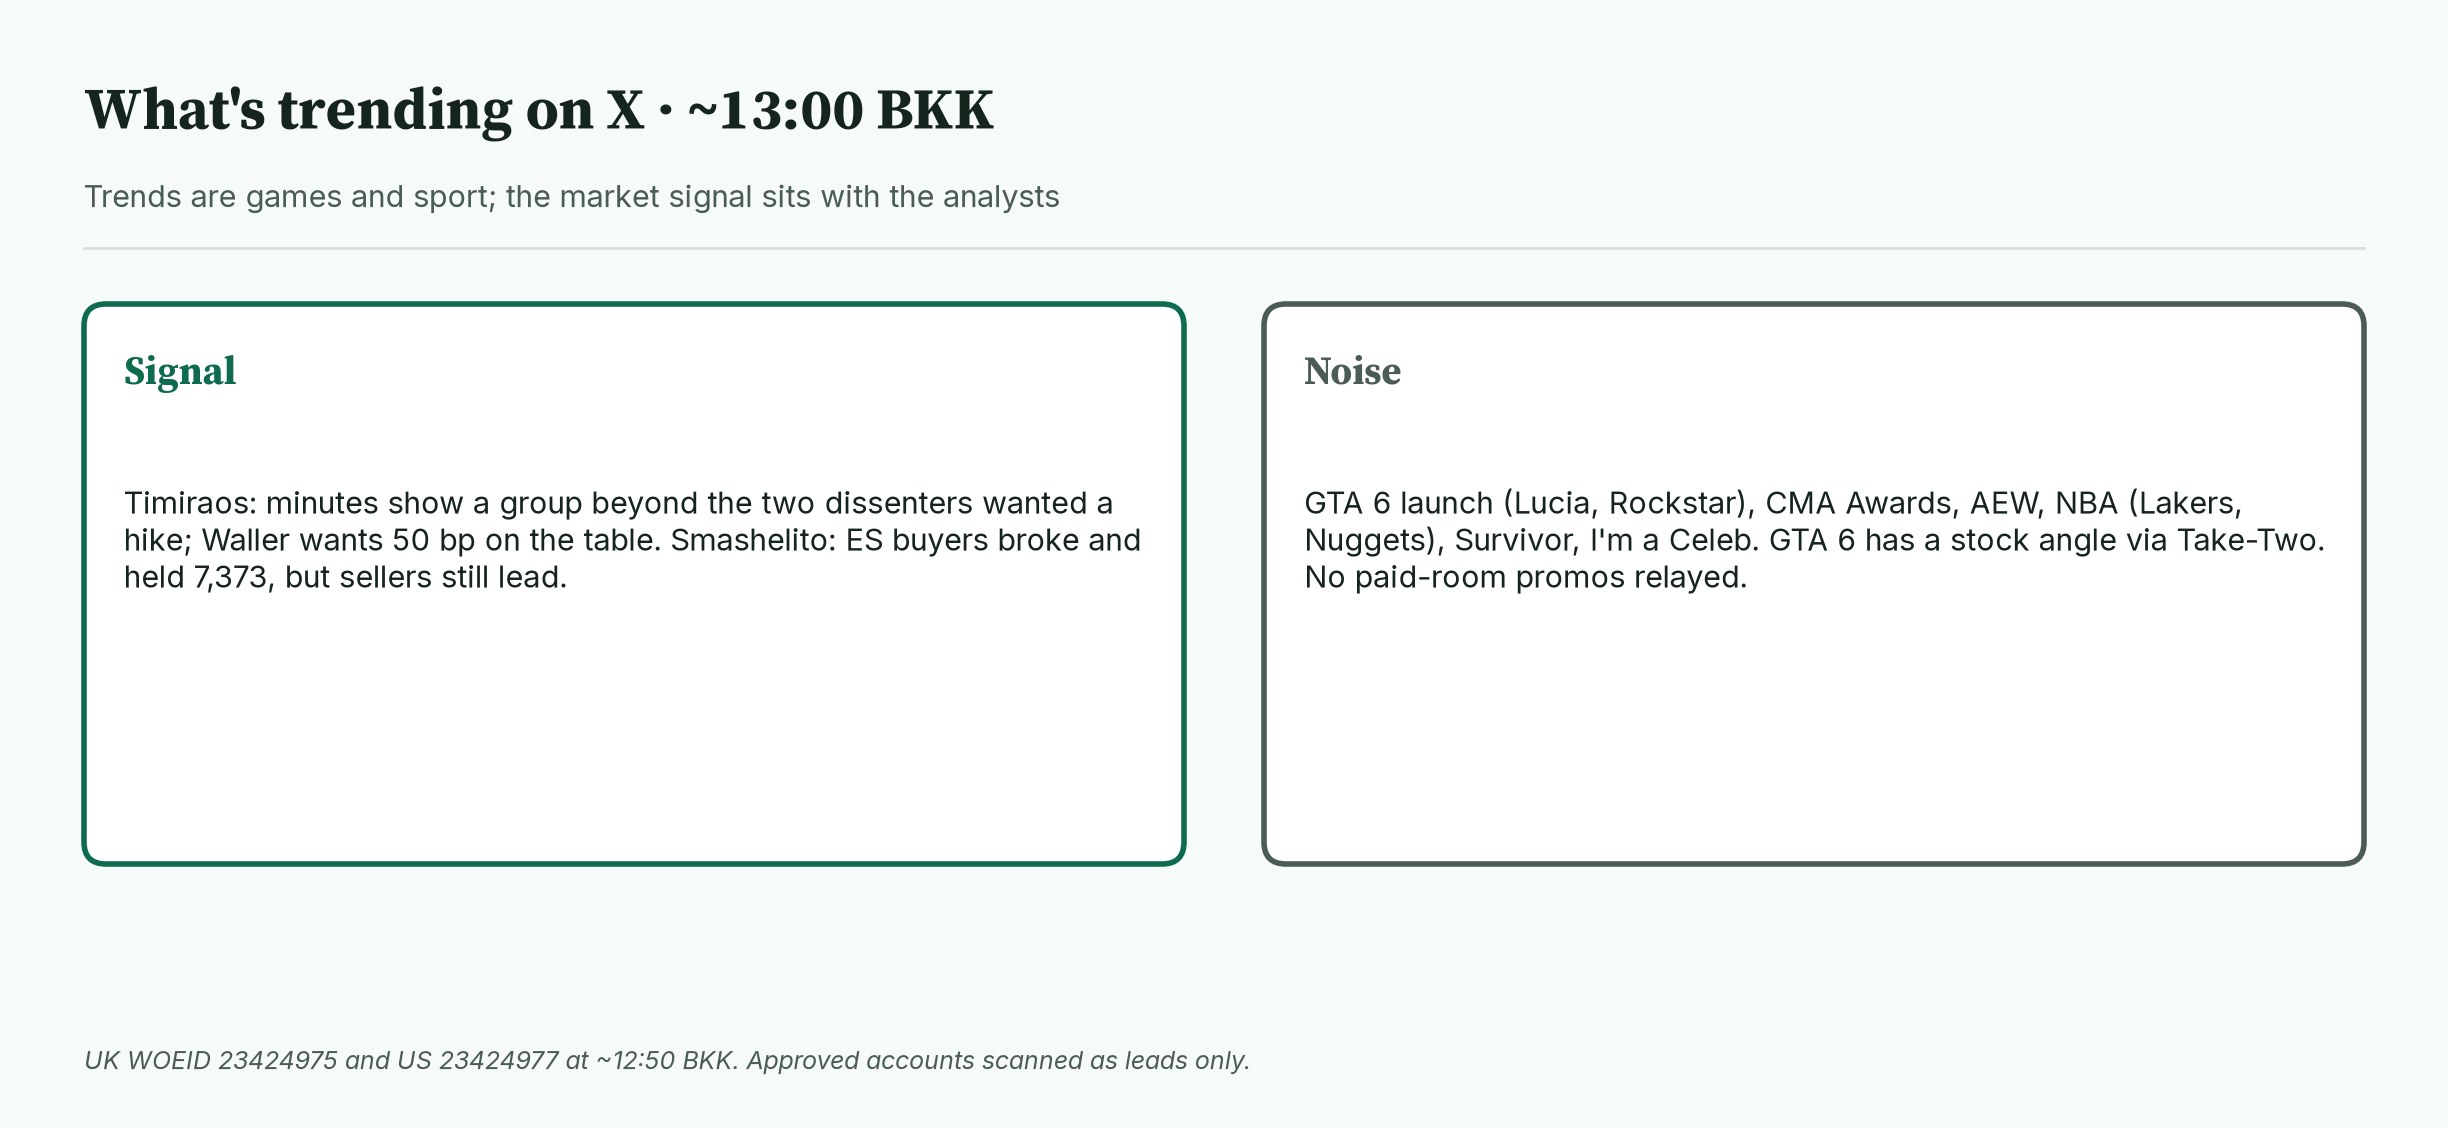 What's trending on X · ~13:00 BKK
Trends are games and sport; the market signal sits with the analysts
Signal
Timiraos: minutes show a group beyond the two dissenters wanted a
hike; Waller wants 50 bp on the table. Smashelito: ES buyers broke and
held 7,373, but sellers still lead.
Noise
GTA 6 launch (Lucia, Rockstar), CMA Awards, AEW, NBA (Lakers,
Nuggets), Survivor, I'm a Celeb. GTA 6 has a stock angle via Take-Two.
No paid-room promos relayed.
UK WOEID 23424975 and US 23424977 at ~12:50 BKK. Approved accounts scanned as leads only.